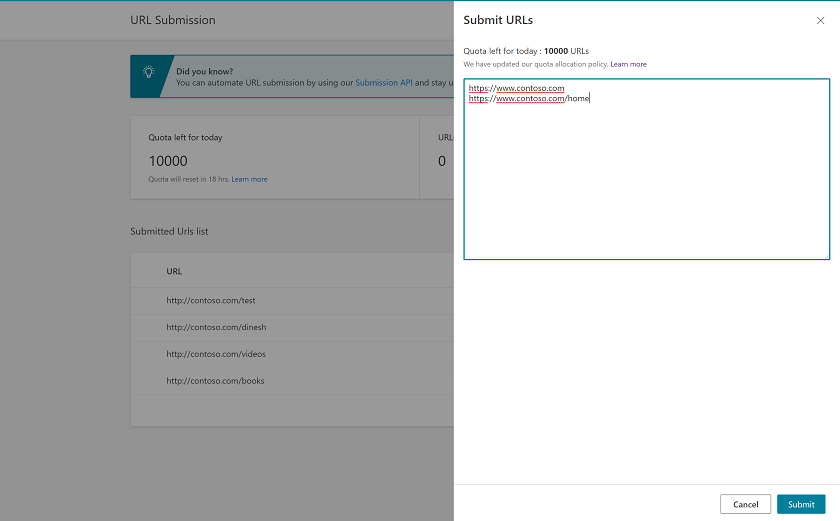 URL Submission
Did you know?
You can automate URL submission by using our Submission API and stay u
Quota left for today
10000
Quota will reset in 18 hrs. Learn more
URL
0
Submitted Urls list
URL
http://contoso.com/test
http://contoso.com/dinesh
http://contoso.com/videos
http://contoso.com/books
Submit URLs
Quota left for today : 10000 URLs
We have updated our quota allocation policy. Learn more
https://www.contoso.com
https://www.contoso.com/home
Cancel
Submit